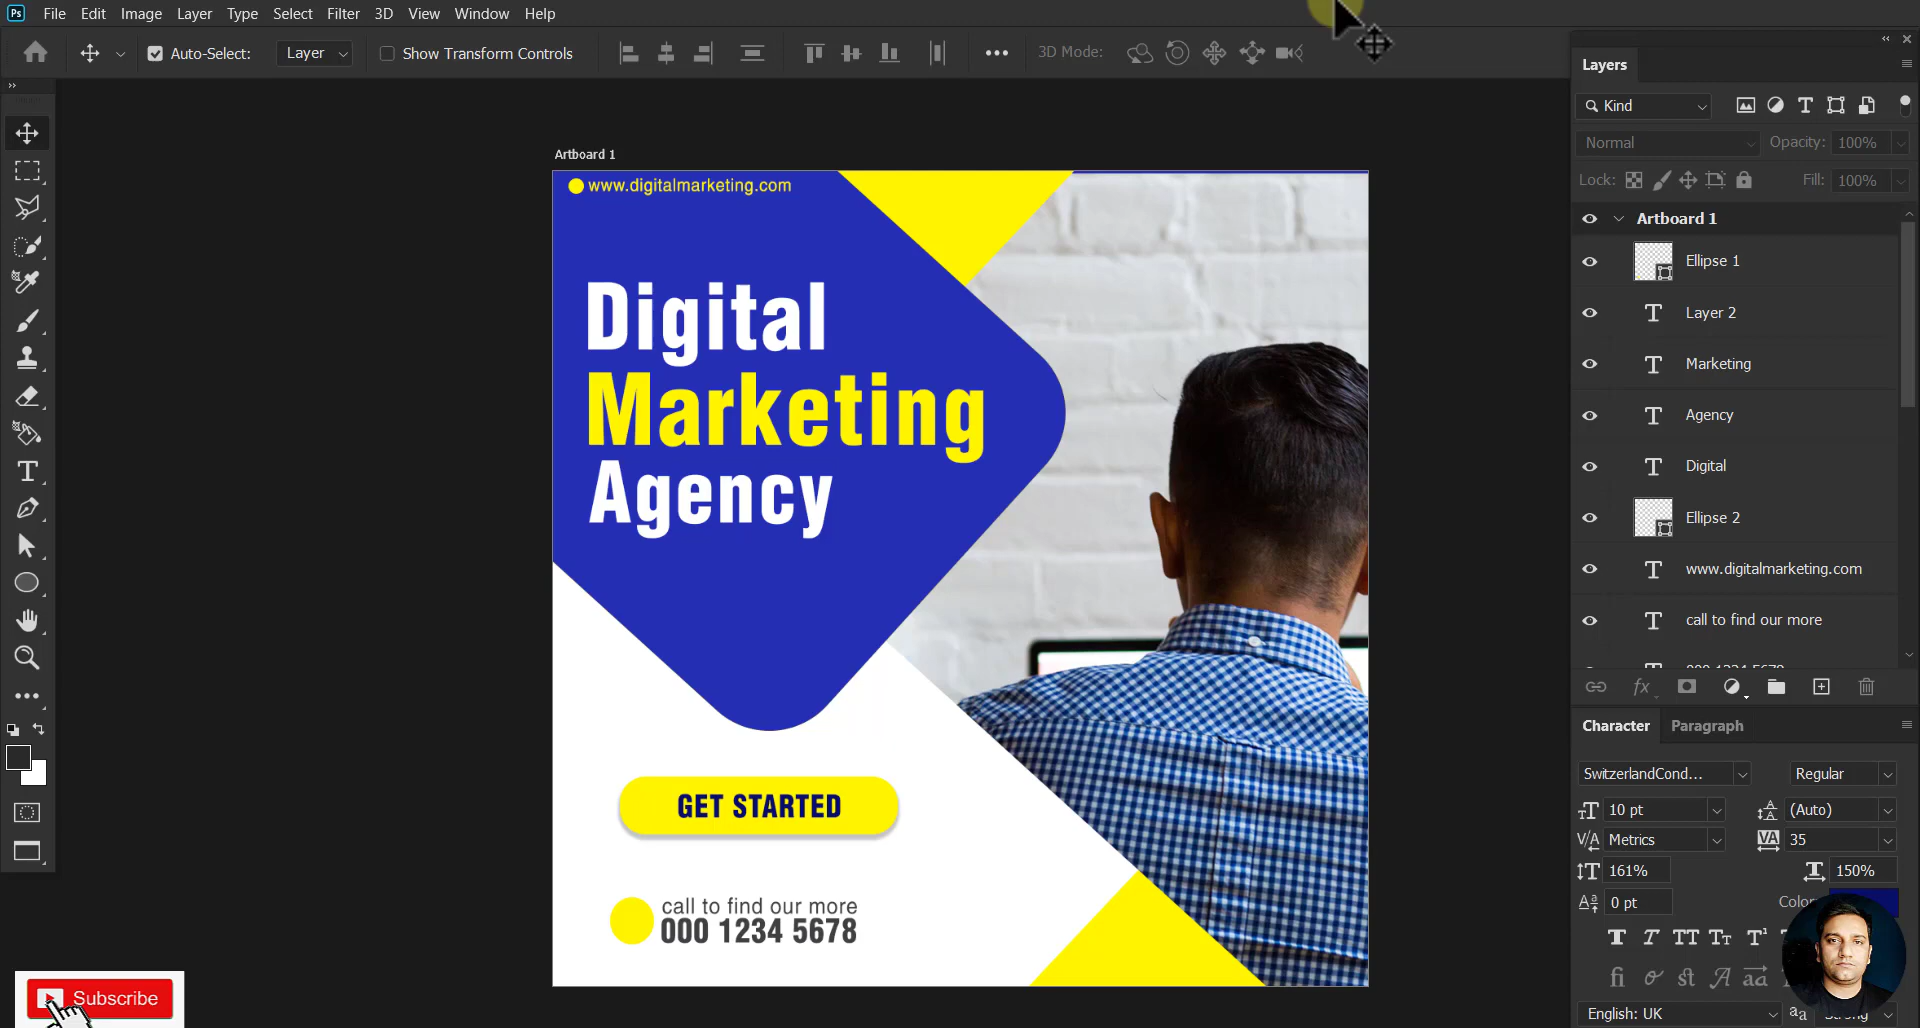 Ps File Edit Image Layer Type Select Filter 3D View Window Help
Auto-Select: Layer Show Transform Controls 3D Mode:
Artboard 1
www.digitalmarketing.com
Digital
Marketing
Agency
GET STARTED
call to find our more
000 1234 5678
Subscribe
Layers
Kind
Normal Opacity: 100%
Lock: Fill: 100%
Artboard 1
Ellipse 1
Layer 2
Marketing
Agency
Digital
Ellipse 2
www.digitalmarketing.com
call to find our more
000 1234 5678
Character Paragraph
SwitzerlandCond... Regular
10 pt (Auto)
Metrics 35
161% 150%
0 pt
English: UK Strong